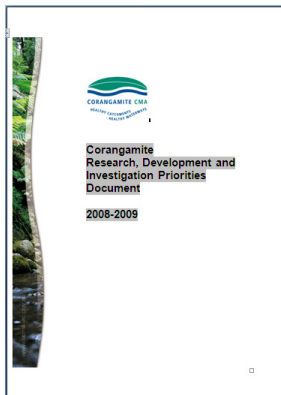 CORANGAMITE CMA
HEALTHY CATCHMENTS
- HEALTHY WATERWAYS
Corangamite
Research, Development and
Investigation Priorities
Document
2008-2009